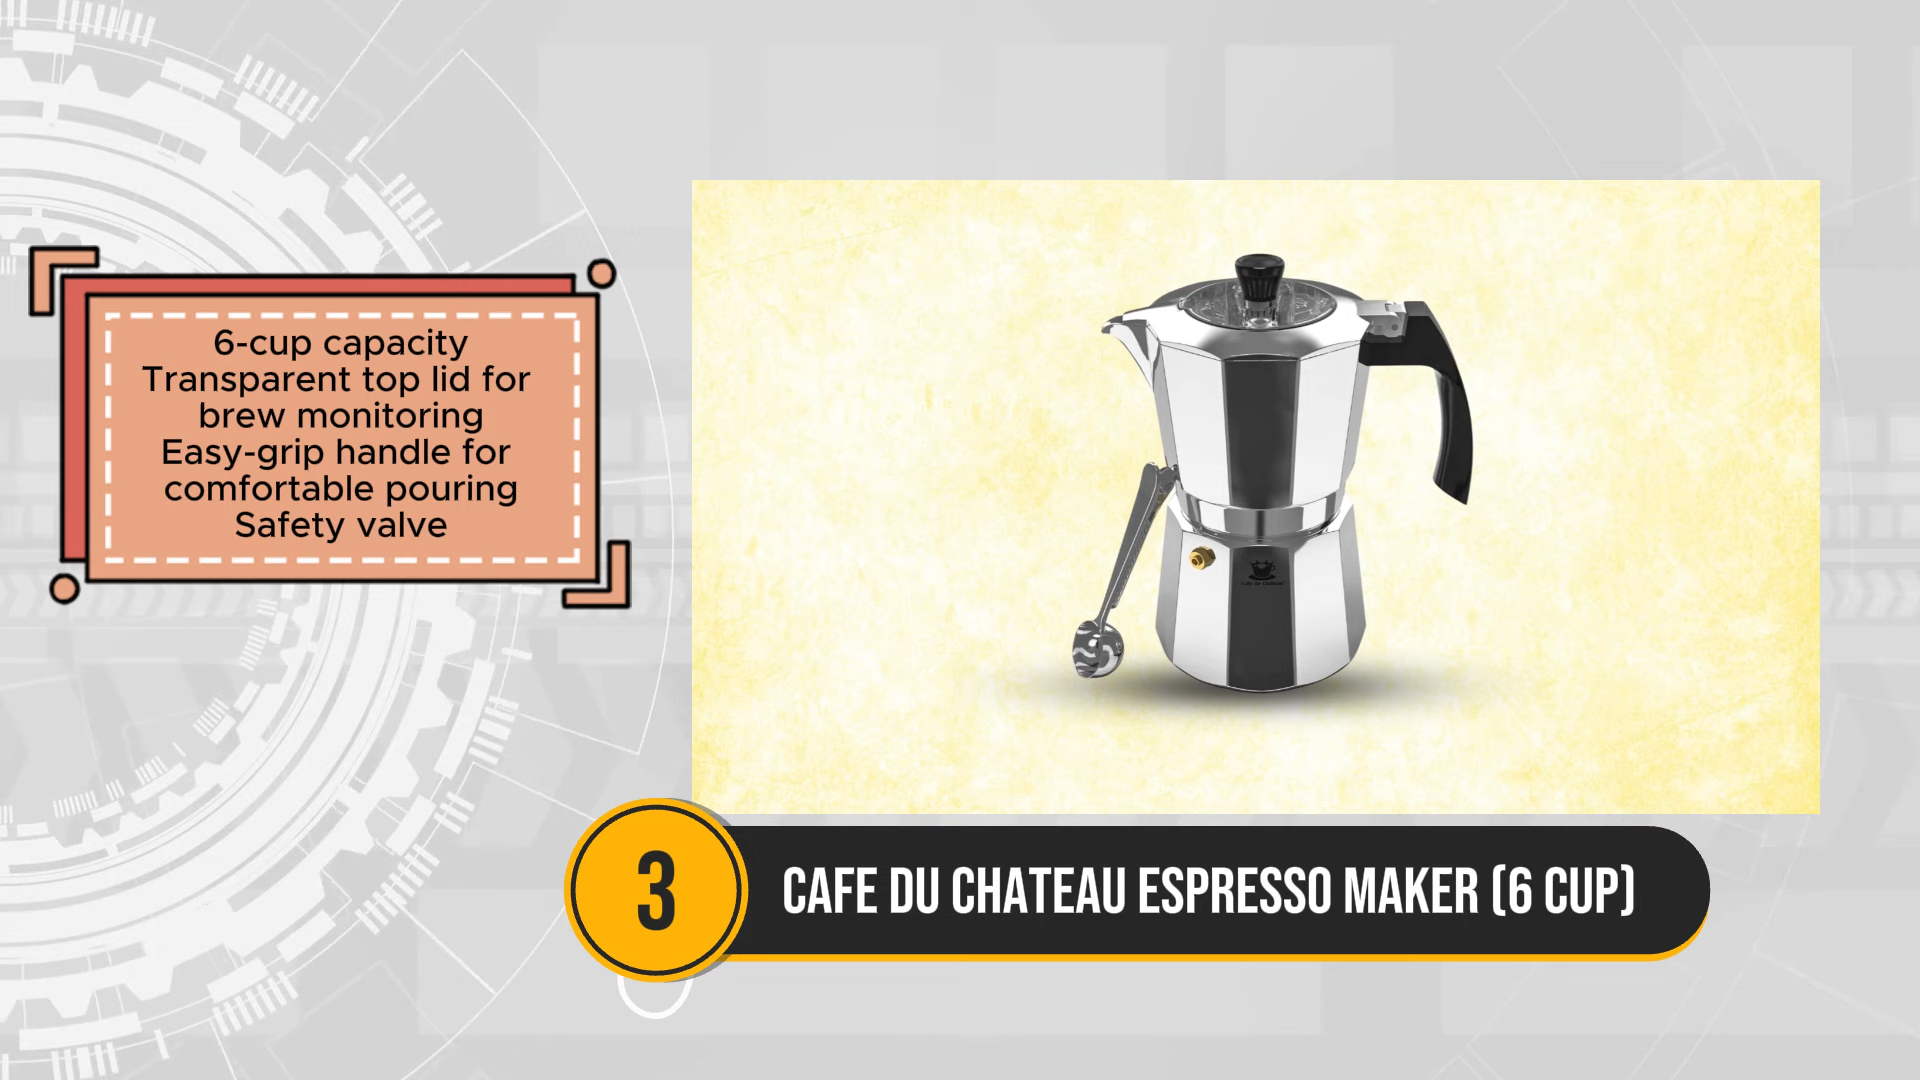 6-cup capacity
Transparent top lid for
brew monitoring
Easy-grip handle for
comfortable pouring
Safety valve
3
CAFE DU CHATEAU ESPRESSO MAKER (6 CUP)